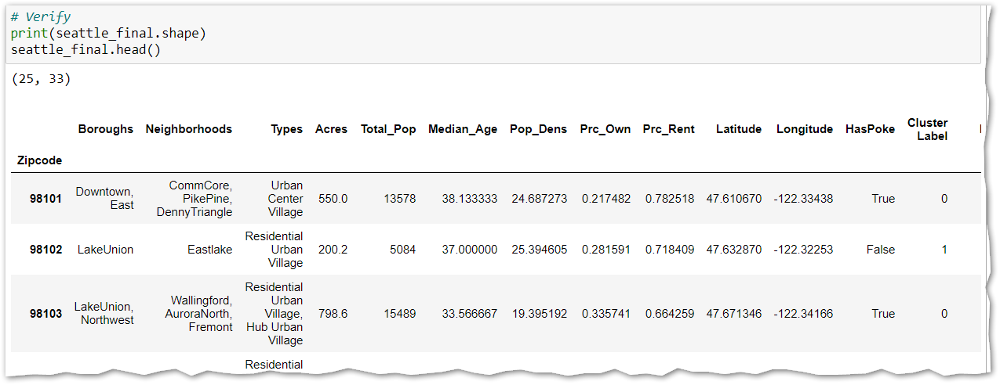 # Verify
print(seattle_final.shape)
seattle_final.head()
(25, 33)
Boroughs Neighborhoods Types Acres Total_Pop Median_Age Pop_Dens Prc_Own Prc_Rent Latitude Longitude HasPoke Cluster Label
Zipcode
98101 Downtown, East CommCore, PikePine, DennyTriangle Urban Center Village 550.0 13578 38.133333 24.687273 0.217482 0.782518 47.610670 -122.33438 True 0
98102 LakeUnion Eastlake Residential Urban Village 200.2 5084 37.000000 25.394605 0.281591 0.718409 47.632870 -122.32253 False 1
98103 LakeUnion, Northwest Wallingford, AuroraNorth, Fremont Residential Urban Village, Hub Urban Village 798.6 15489 33.566667 19.395192 0.335741 0.664259 47.671346 -122.34166 True 0
Residential